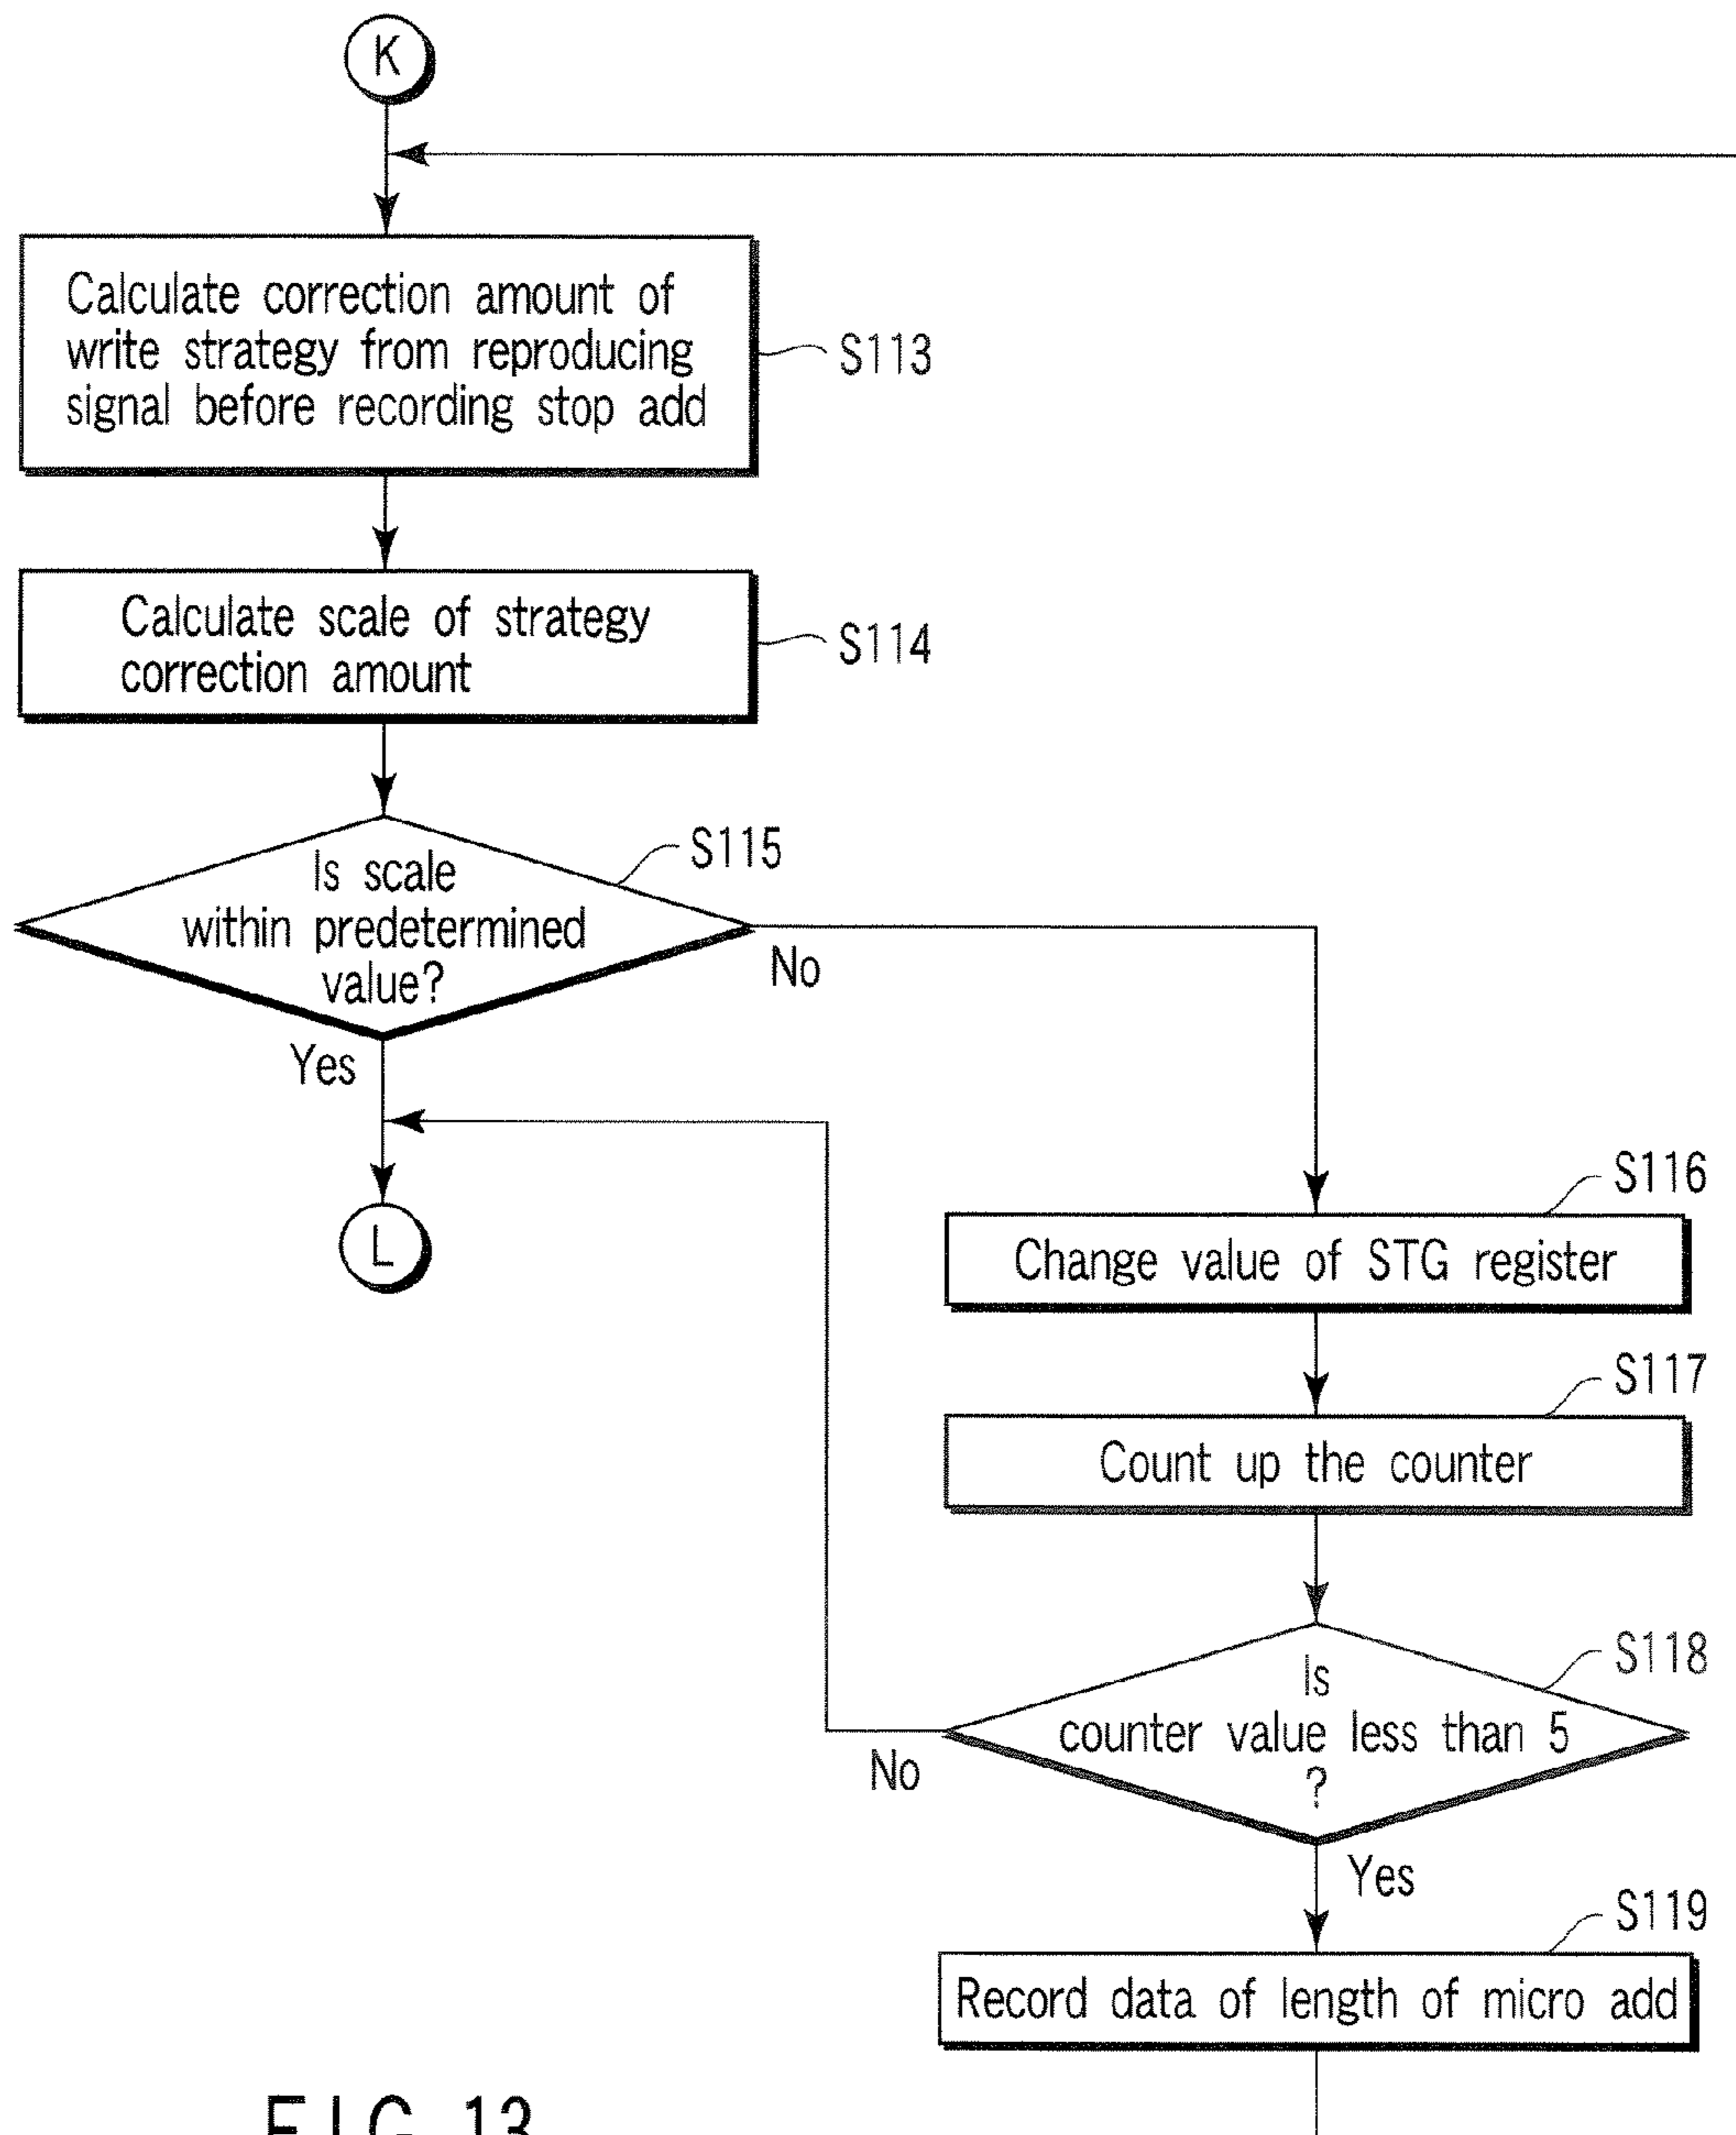 K
Calculate correction amount of
write strategy from reproducing
signal before recording stop add
S113
Calculate scale of strategy
correction amount
S114
S115
Is scale
within predetermined
value?
No
Yes
L
S116
Change value of STG register
S117
Count up the counter
S118
Is
counter value less than 5
?
No
Yes
S119
Record data of length of micro add
FIG. 13